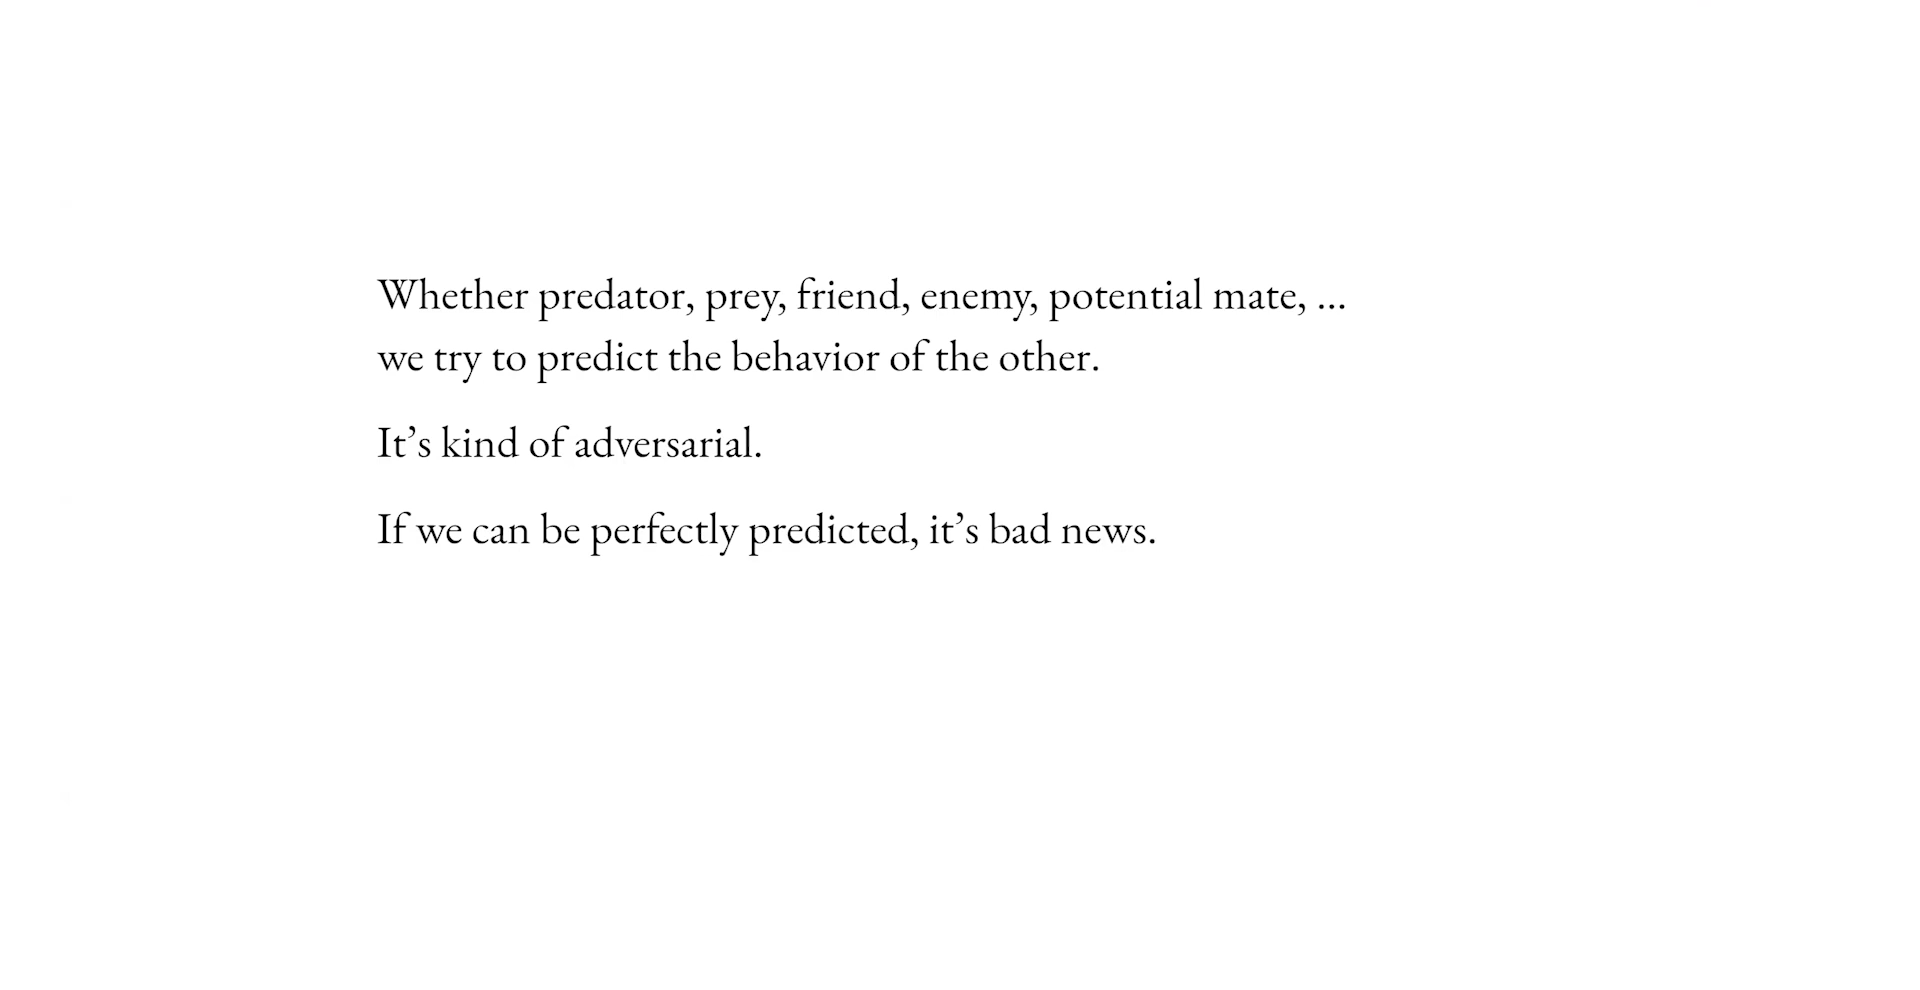 Whether predator, prey, friend, enemy, potential mate, …
we try to predict the behavior of the other.
It’s kind of adversarial.
If we can be perfectly predicted, it’s bad news.